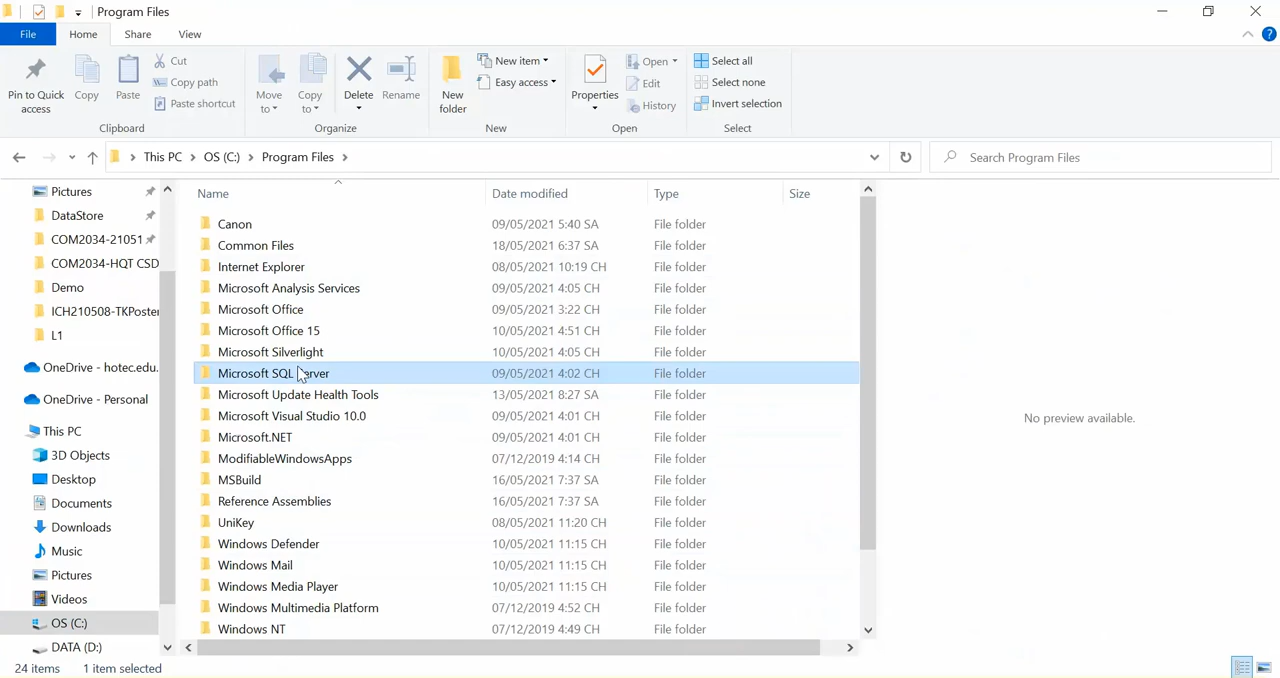 Program Files
File Home Share View
Pin to Quick access
Copy
Paste
Cut
Copy path
Paste shortcut
Clipboard
Move to
Copy to
Delete
Rename
Organize
New folder
New item
Easy access
New
Properties
Open
Edit
History
Open
Select all
Select none
Invert selection
Select
This PC > OS (C:) > Program Files >
Search Program Files
Pictures
DataStore
COM2034-21051
COM2034-HQT CSD
Demo
ICH210508-TKPoster
L1
OneDrive - hotec.edu.
OneDrive - Personal
This PC
3D Objects
Desktop
Documents
Downloads
Music
Pictures
Videos
OS (C:)
DATA (D:)
Name Date modified Type Size
Canon 09/05/2021 5:40 SA File folder
Common Files 18/05/2021 6:37 SA File folder
Internet Explorer 08/05/2021 10:19 CH File folder
Microsoft Analysis Services 09/05/2021 4:05 CH File folder
Microsoft Office 09/05/2021 3:22 CH File folder
Microsoft Office 15 10/05/2021 4:51 CH File folder
Microsoft Silverlight 10/05/2021 4:05 CH File folder
Microsoft SQL Server 09/05/2021 4:02 CH File folder
Microsoft Update Health Tools 13/05/2021 8:27 SA File folder
Microsoft Visual Studio 10.0 09/05/2021 4:01 CH File folder
Microsoft.NET 09/05/2021 4:01 CH File folder
ModifiableWindowsApps 07/12/2019 4:14 CH File folder
MSBuild 16/05/2021 7:37 SA File folder
Reference Assemblies 16/05/2021 7:37 SA File folder
UniKey 08/05/2021 11:20 CH File folder
Windows Defender 10/05/2021 11:15 CH File folder
Windows Mail 10/05/2021 11:15 CH File folder
Windows Media Player 10/05/2021 11:15 CH File folder
Windows Multimedia Platform 07/12/2019 4:52 CH File folder
Windows NT 07/12/2019 4:49 CH File folder
No preview available.
24 items 1 item selected